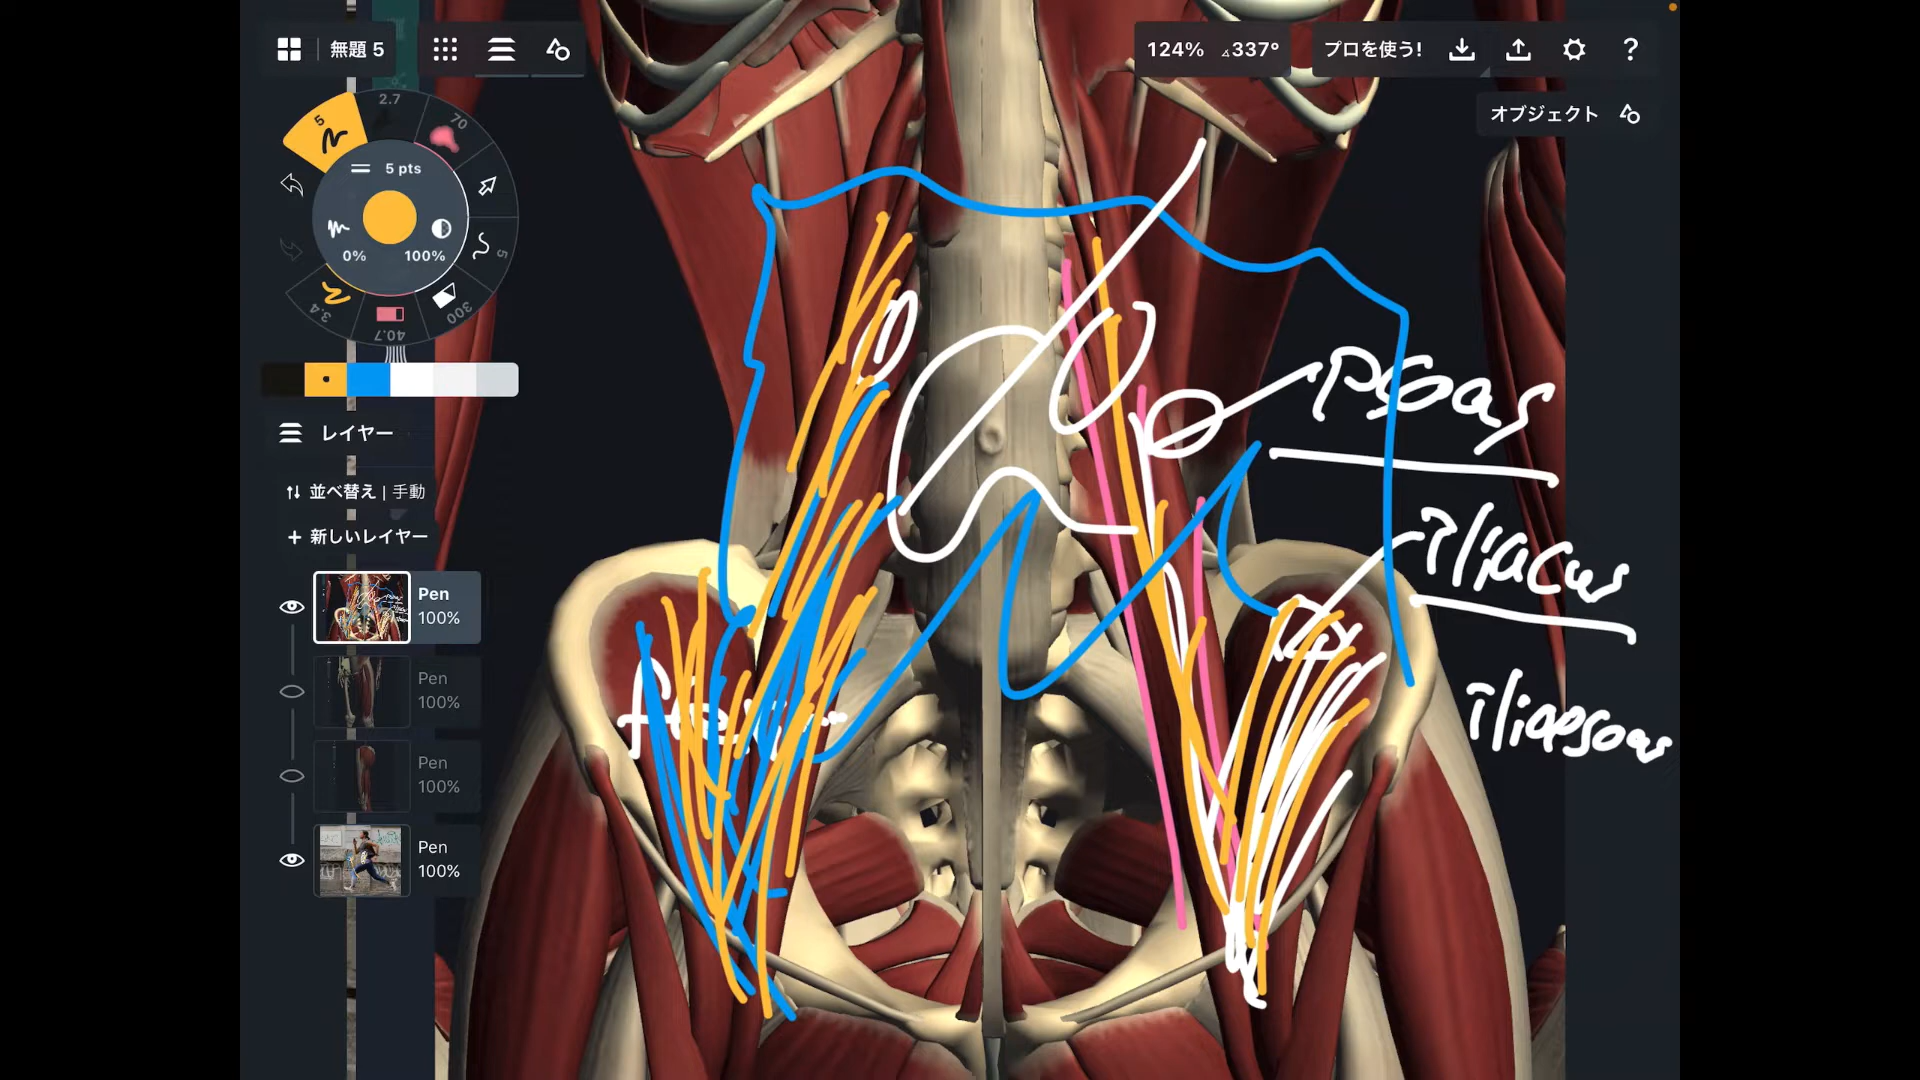 無題 5
124% ⊿337°
プロを使う!
?
オブジェクト
2.7
70
5
5 pts
5
0%
100%
3.4
40.7
300
レイヤー
並べ替え | 手動
+ 新しいレイヤー
Pen
100%
Pen
100%
Pen
100%
Pen
100%
psoas
iliacus
iliopsoas